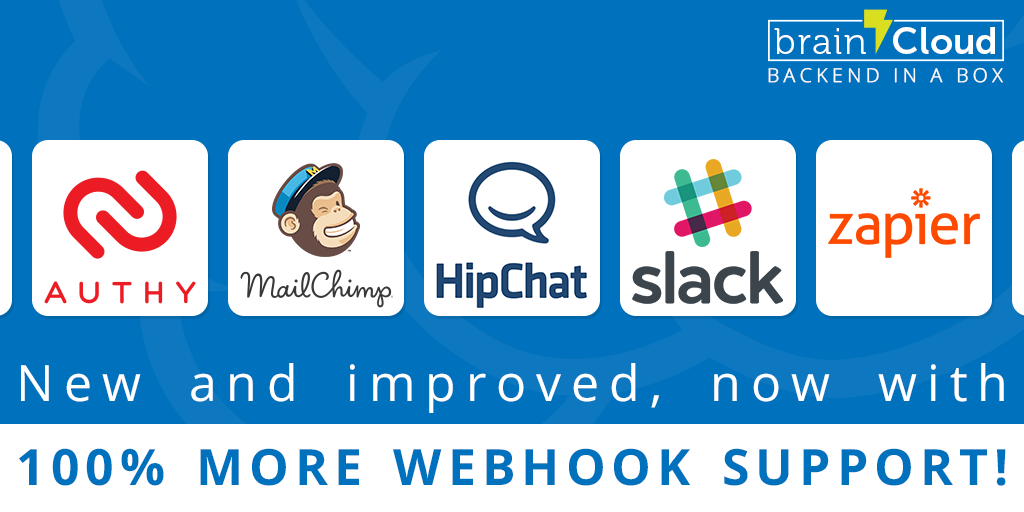 brainCloud
BACKEND IN A BOX
AUTHY
MailChimp
HipChat
slack
zapier
New and improved, now with
100% MORE WEBHOOK SUPPORT!